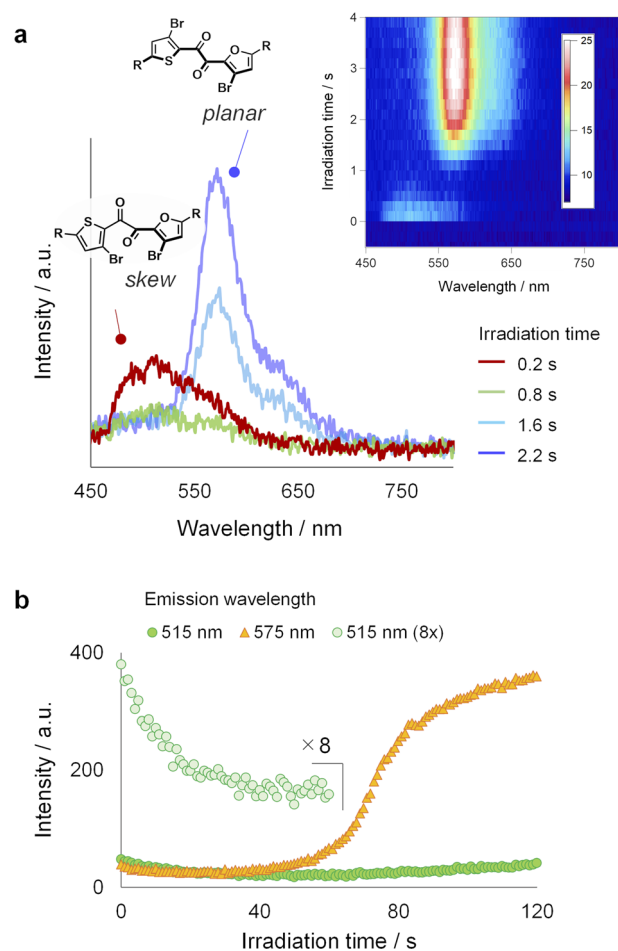 a
Br
O
R
S
O
O
R
Br
planar
O
R
S
O
O
R
Br
Br
skew
Intensity / a.u.
450
550
650
750
Wavelength / nm
Irradiation time / s
4
3
2
1
0
450
550
650
750
Wavelength / nm
25
20
15
10
Irradiation time
0.2 s
0.8 s
1.6 s
2.2 s
b
Emission wavelength
515 nm
575 nm
515 nm (8x)
Intensity / a.u.
400
200
0
× 8
0
40
80
120
Irradiation time / s